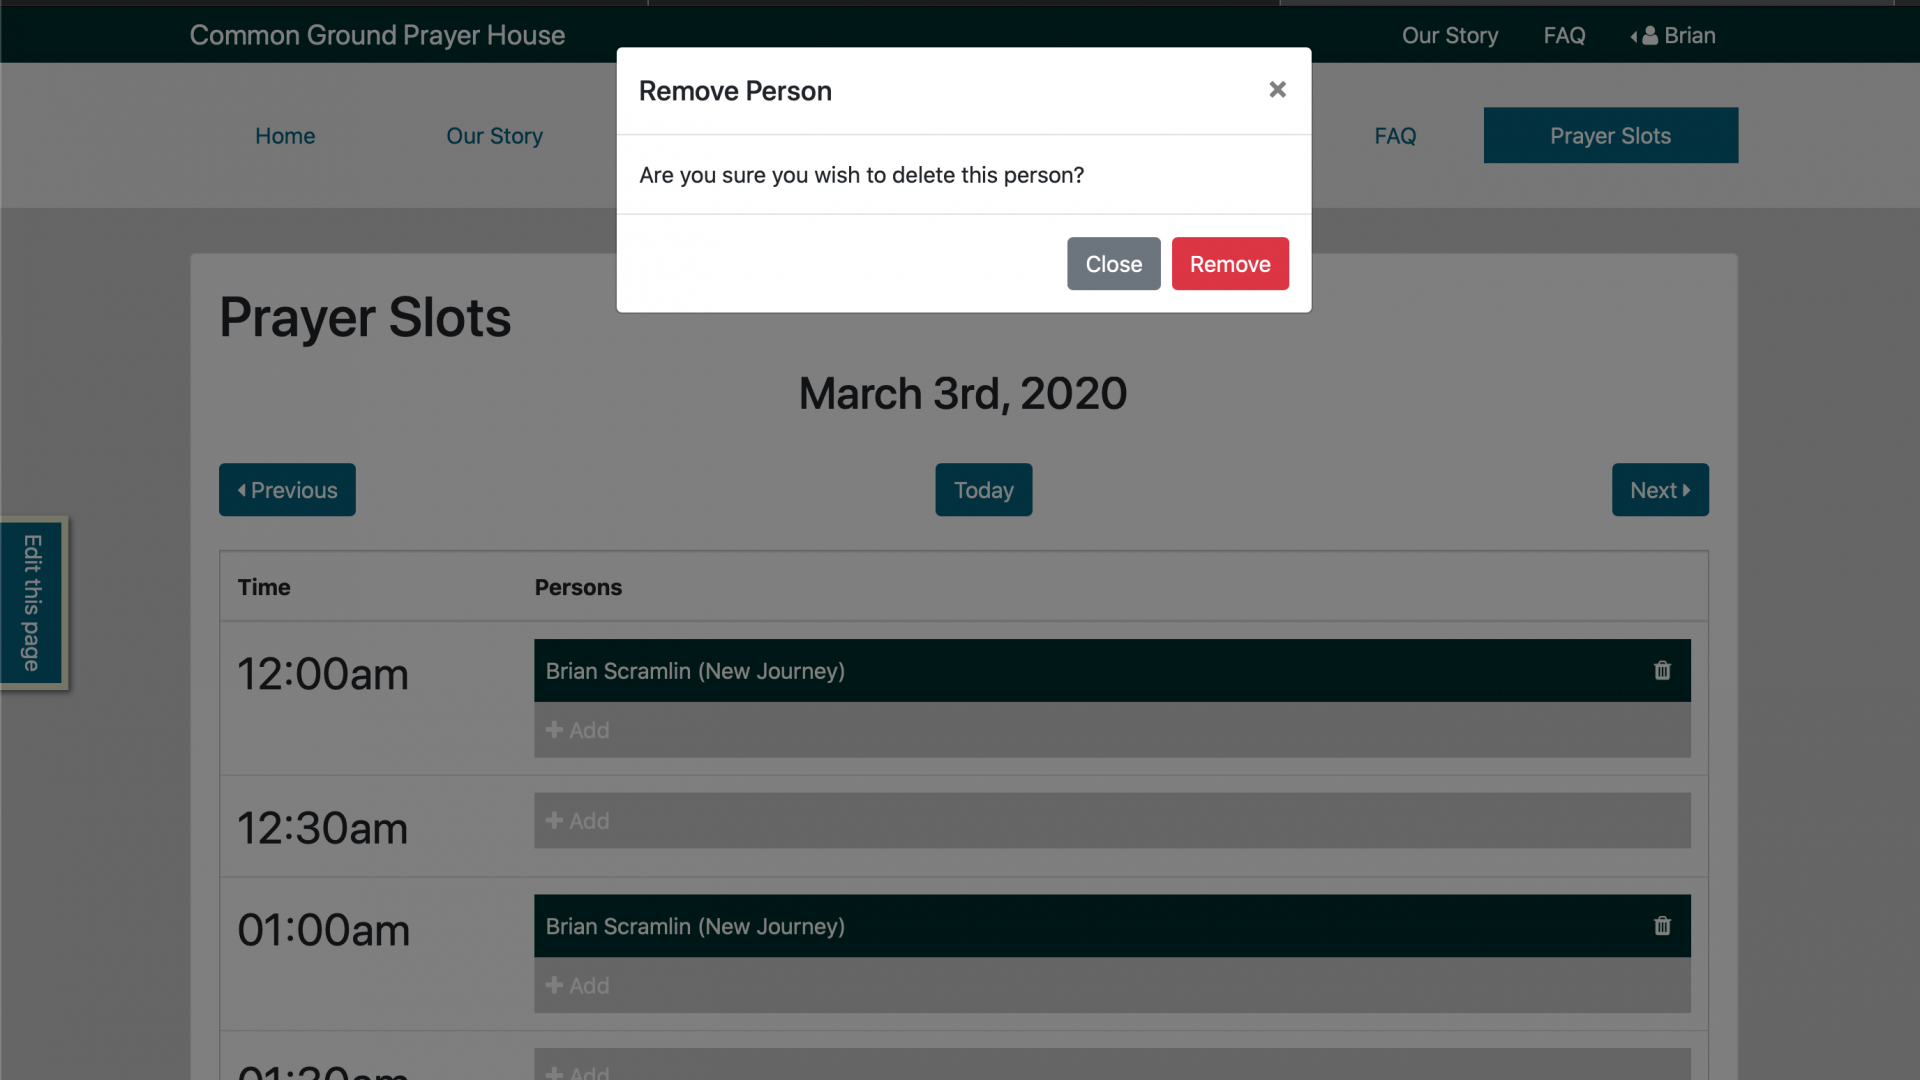 Common Ground Prayer House
Our Story
FAQ
Brian
Remove Person
×
Are you sure you wish to delete this person?
Close
Remove
Home
Our Story
FAQ
Prayer Slots
Prayer Slots
March 3rd, 2020
Previous
Today
Next
Edit this page
Time
Persons
12:00am
Brian Scramlin (New Journey)
+ Add
12:30am
+ Add
01:00am
Brian Scramlin (New Journey)
+ Add
01:30am
+ Add